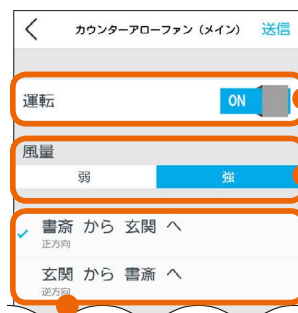 カウンターアローファン（メイン） 送信
運転 ON
風量
弱 強
書斎 から 玄関 へ
正方向
玄関 から 書斎 へ
逆方向